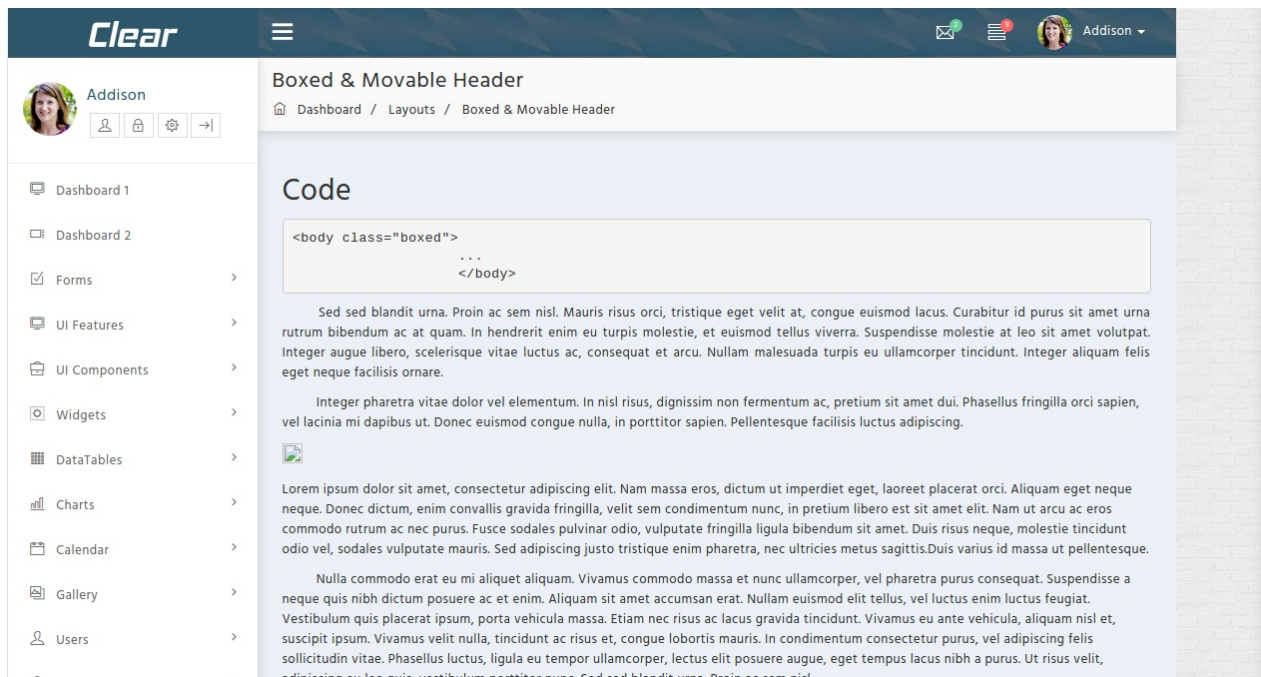 Clear
2
9
Addison
Boxed & Movable Header
Dashboard / Layouts / Boxed & Movable Header
Addison
Dashboard 1
Dashboard 2
Forms
UI Features
UI Components
Widgets
DataTables
Charts
Calendar
Gallery
Users
Code
<body class="boxed">
...
</body>
Sed sed blandit urna. Proin ac sem nisl. Mauris risus orci, tristique eget velit at, congue euismod lacus. Curabitur id purus sit amet urna
rutrum bibendum ac at quam. In hendrerit enim eu turpis molestie, et euismod tellus viverra. Suspendisse molestie at leo sit amet volutpat.
Integer augue libero, scelerisque vitae luctus ac, consequat et arcu. Nullam malesuada turpis eu ullamcorper tincidunt. Integer aliquam felis
eget neque facilisis ornare.
Integer pharetra vitae dolor vel elementum. In nisl risus, dignissim non fermentum ac, pretium sit amet dui. Phasellus fringilla orci sapien,
vel lacinia mi dapibus ut. Donec euismod congue nulla, in porttitor sapien. Pellentesque facilisis luctus adipiscing.
Lorem ipsum dolor sit amet, consectetur adipiscing elit. Nam massa eros, dictum ut imperdiet eget, laoreet placerat orci. Aliquam eget neque
neque. Donec dictum, enim convallis gravida fringilla, velit sem condimentum nunc, in pretium libero est sit amet elit. Nam ut arcu ac eros
commodo rutrum ac nec purus. Fusce sodales pulvinar odio, vulputate fringilla ligula bibendum sit amet. Duis risus neque, molestie tincidunt
odio vel, sodales vulputate mauris. Sed adipiscing justo tristique enim pharetra, nec ultricies metus sagittis.Duis varius id massa ut pellentesque.
Nulla commodo erat eu mi aliquet aliquam. Vivamus commodo massa et nunc ullamcorper, vel pharetra purus consequat. Suspendisse a
neque quis nibh dictum posuere ac et enim. Aliquam sit amet accumsan erat. Nullam euismod elit tellus, vel luctus enim luctus feugiat.
Vestibulum quis placerat ipsum, porta vehicula massa. Etiam nec risus ac lacus gravida tincidunt. Vivamus eu ante vehicula, aliquam nisl et,
suscipit ipsum. Vivamus velit nulla, tincidunt ac risus et, congue lobortis mauris. In condimentum consectetur purus, vel adipiscing felis
sollicitudin vitae. Phasellus luctus, ligula eu tempor ullamcorper, lectus elit posuere augue, eget tempus lacus nibh a purus. Ut risus velit,